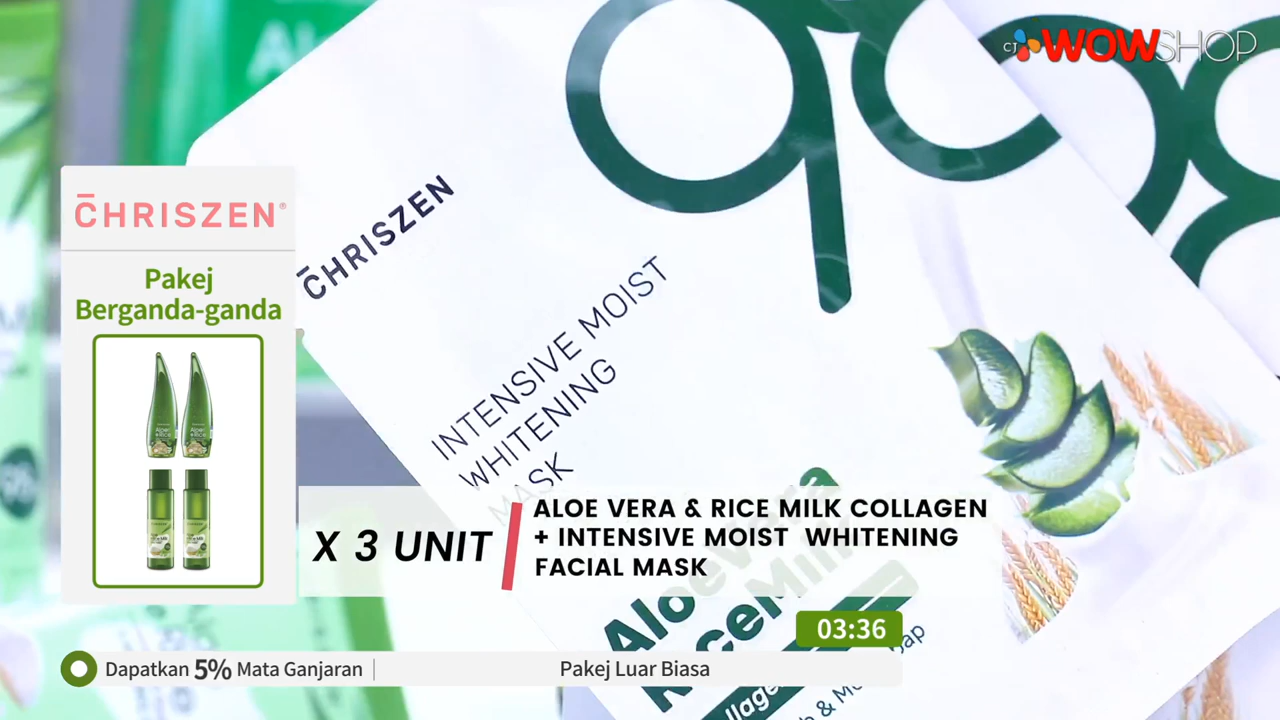 CJ WOWSHOP
CHRISZEN®
Pakej
Berganda-ganda
CHRISZEN
INTENSIVE MOIST
WHITENING
MASK
X 3 UNIT
ALOE VERA & RICE MILK COLLAGEN
+ INTENSIVE MOIST WHITENING
FACIAL MASK
03:36
Dapatkan 5% Mata Ganjaran
Pakej Luar Biasa